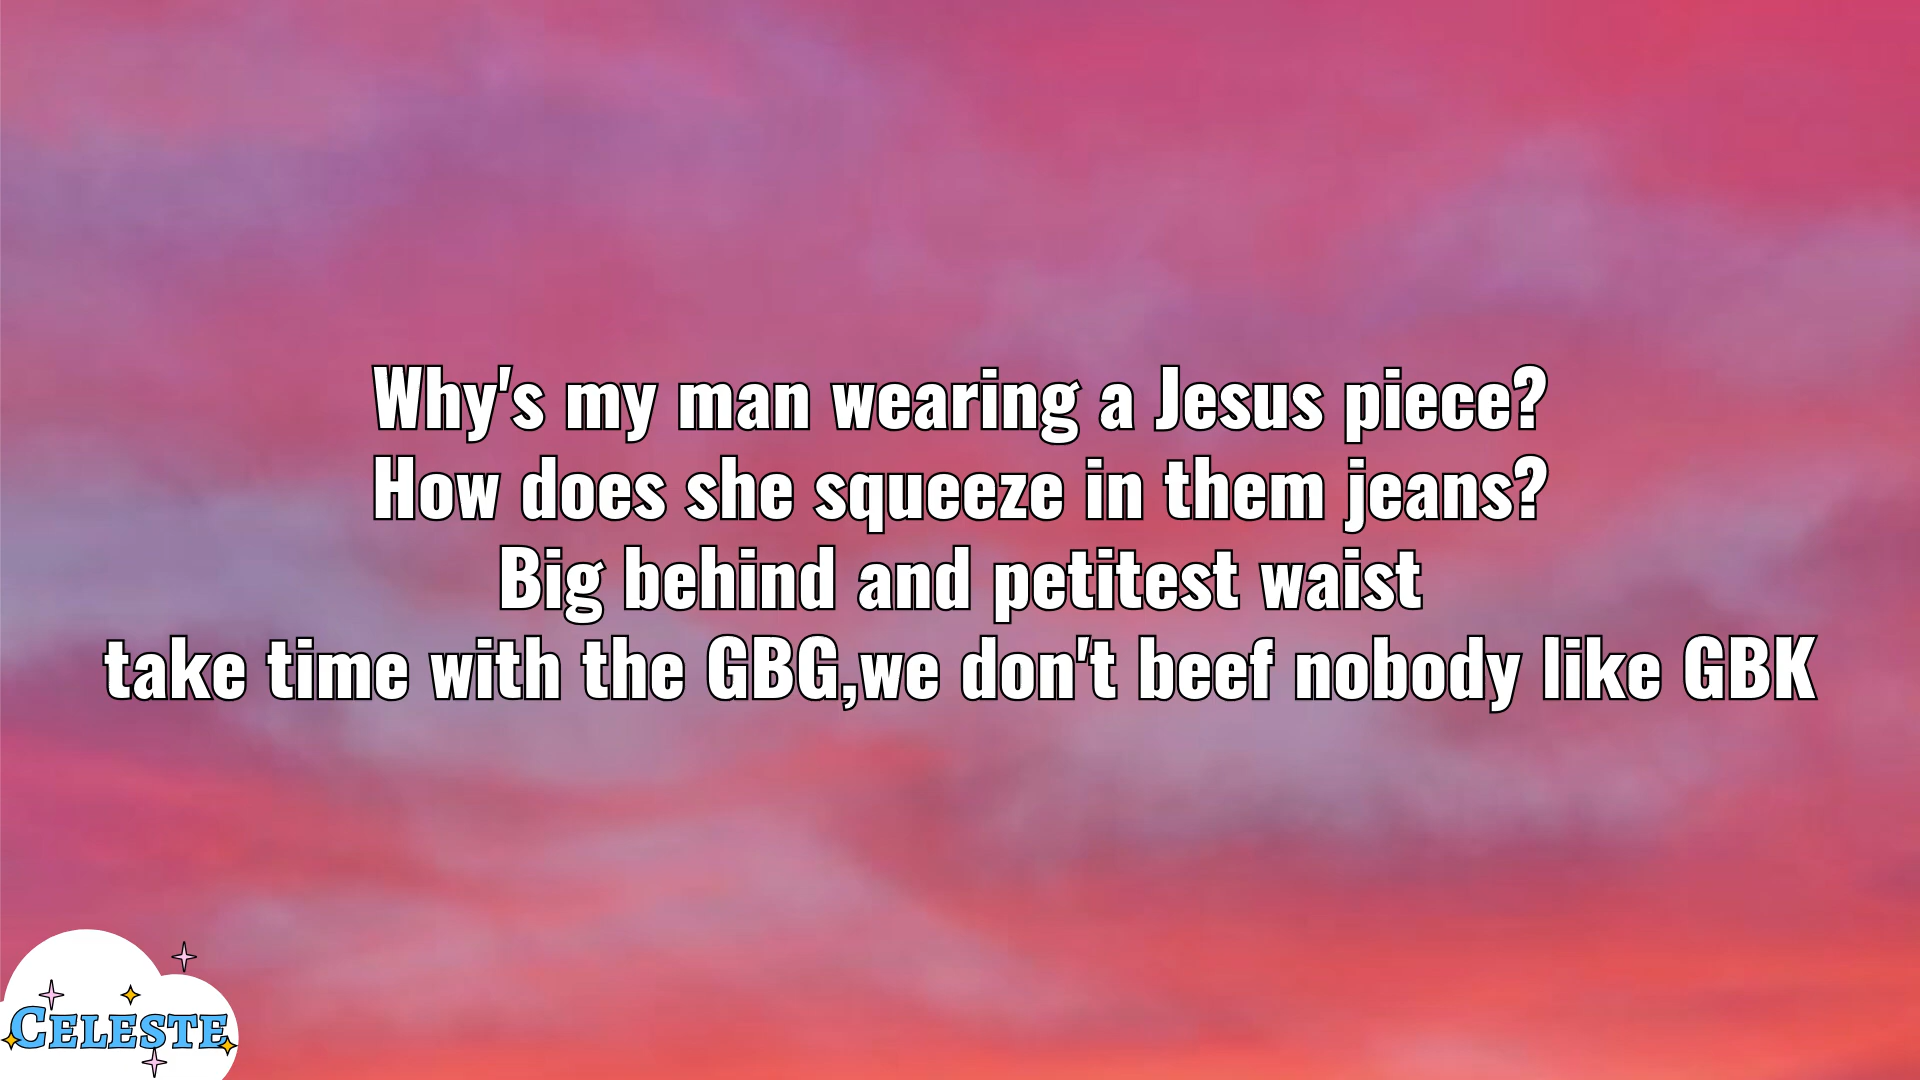 Why's my man wearing a Jesus piece?
How does she squeeze in them jeans?
Big behind and petitest waist
take time with the GBG,we don't beef nobody like GBK
CELESTE